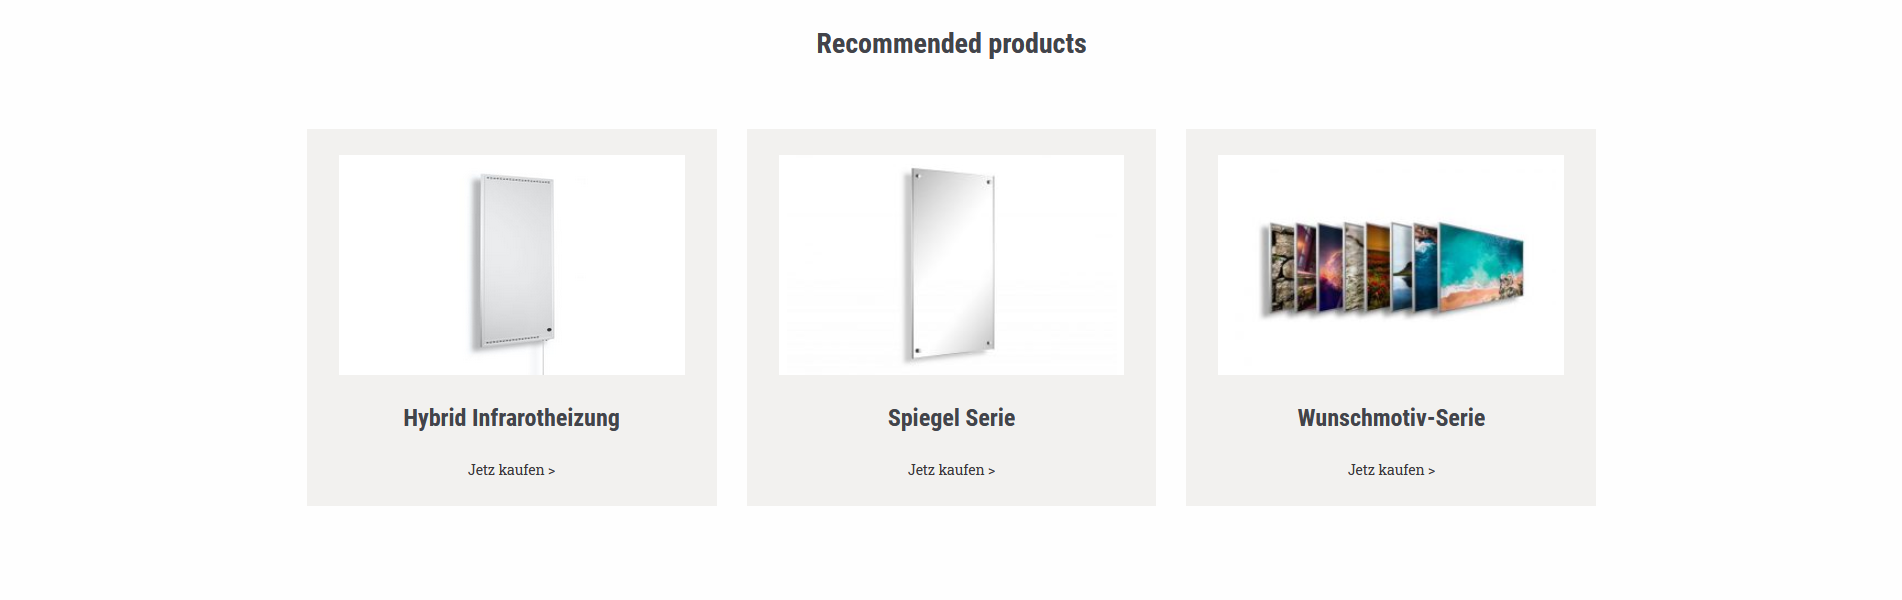 Recommended products
Hybrid Infrarotheizung
Spiegel Serie
Wunschmotiv-Serie
Jetz kaufen >
Jetz kaufen >
Jetz kaufen >